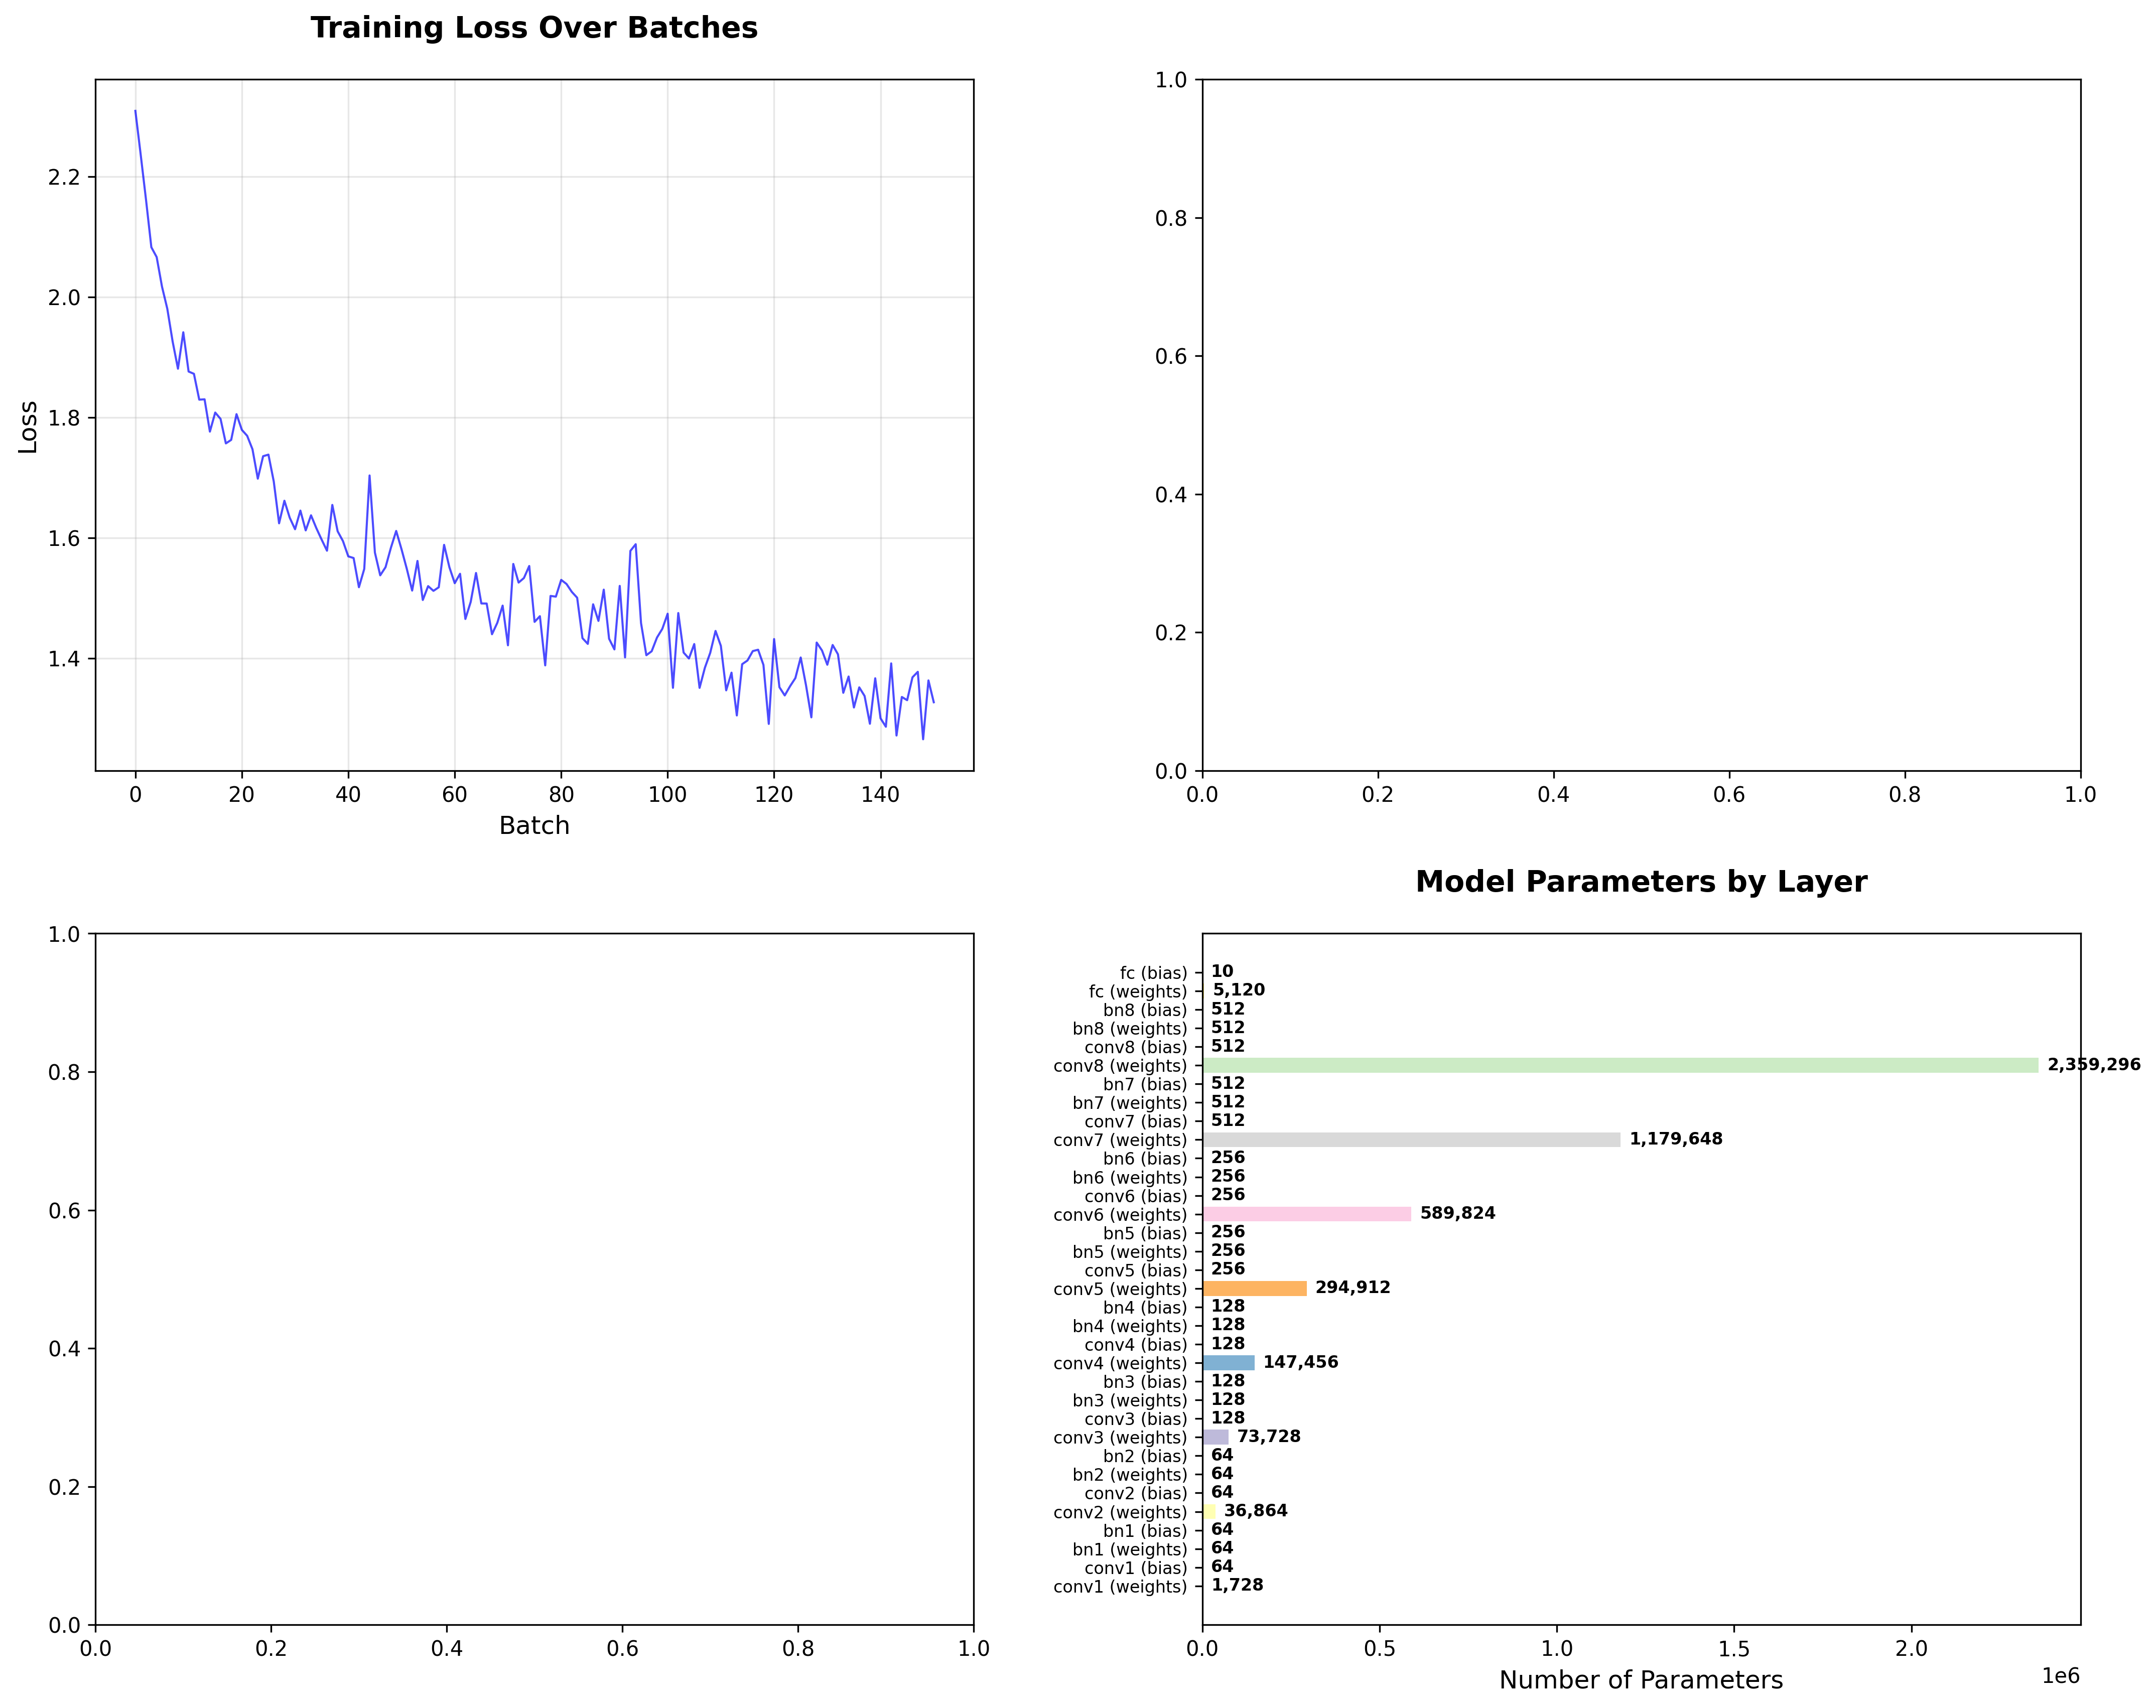 Training Loss Over Batches
Loss
2.2
2.0
1.8
1.6
1.4
0 20 40 60 80 100 120 140
Batch
1.0
0.8
0.6
0.4
0.2
0.0
0.0 0.2 0.4 0.6 0.8 1.0
1.0
0.8
0.6
0.4
0.2
0.0
0.0 0.2 0.4 0.6 0.8 1.0
Model Parameters by Layer
fc (bias) 10
fc (weights) 5,120
bn8 (bias) 512
bn8 (weights) 512
conv8 (bias) 512
conv8 (weights) 2,359,296
bn7 (bias) 512
bn7 (weights) 512
conv7 (bias) 512
conv7 (weights) 1,179,648
bn6 (bias) 256
bn6 (weights) 256
conv6 (bias) 256
conv6 (weights) 589,824
bn5 (bias) 256
bn5 (weights) 256
conv5 (bias) 256
conv5 (weights) 294,912
bn4 (bias) 128
bn4 (weights) 128
conv4 (bias) 128
conv4 (weights) 147,456
bn3 (bias) 128
bn3 (weights) 128
conv3 (bias) 128
conv3 (weights) 73,728
bn2 (bias) 64
bn2 (weights) 64
conv2 (bias) 64
conv2 (weights) 36,864
bn1 (bias) 64
bn1 (weights) 64
conv1 (bias) 64
conv1 (weights) 1,728
0.0 0.5 1.0 1.5 2.0
1e6
Number of Parameters